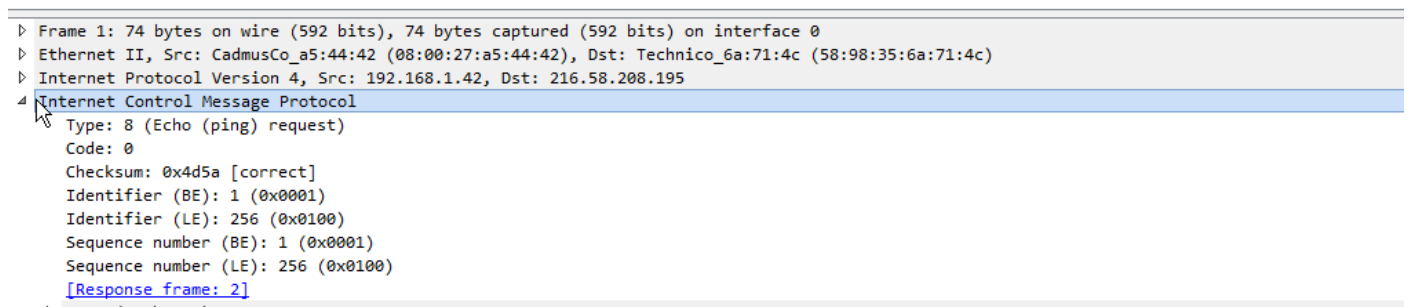 Frame 1: 74 bytes on wire (592 bits), 74 bytes captured (592 bits) on interface 0
Ethernet II, Src: CadmusCo_a5:44:42 (08:00:27:a5:44:42), Dst: Technico_6a:71:4c (58:98:35:6a:71:4c)
Internet Protocol Version 4, Src: 192.168.1.42, Dst: 216.58.208.195
Internet Control Message Protocol
Type: 8 (Echo (ping) request)
Code: 0
Checksum: 0x4d5a [correct]
Identifier (BE): 1 (0x0001)
Identifier (LE): 256 (0x0100)
Sequence number (BE): 1 (0x0001)
Sequence number (LE): 256 (0x0100)
[Response frame: 2]